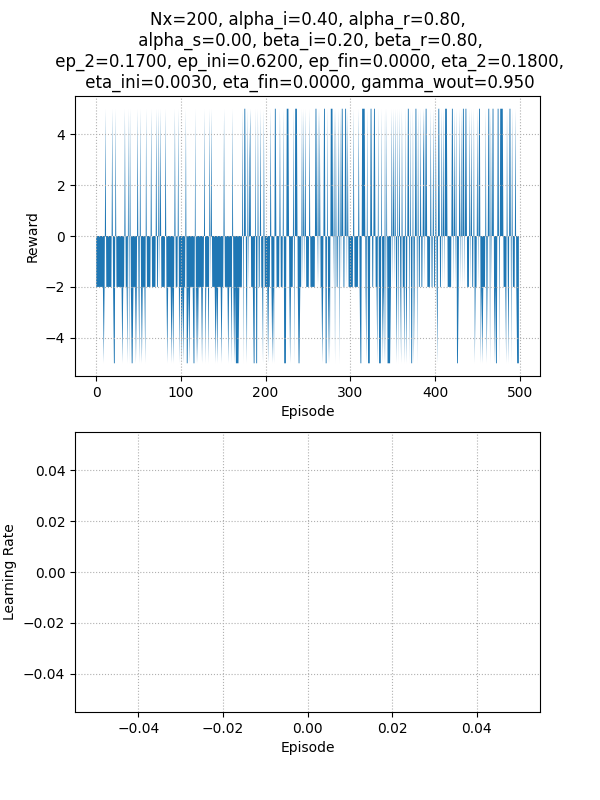 Nx=200, alpha_i=0.40, alpha_r=0.80,
alpha_s=0.00, beta_i=0.20, beta_r=0.80,
ep_2=0.1700, ep_ini=0.6200, ep_fin=0.0000, eta_2=0.1800,
eta_ini=0.0030, eta_fin=0.0000, gamma_wout=0.950
4
2
0
−2
−4
Reward
0 100 200 300 400 500
Episode
0.04
0.02
0.00
−0.02
−0.04
Learning Rate
−0.04 −0.02 0.00 0.02 0.04
Episode